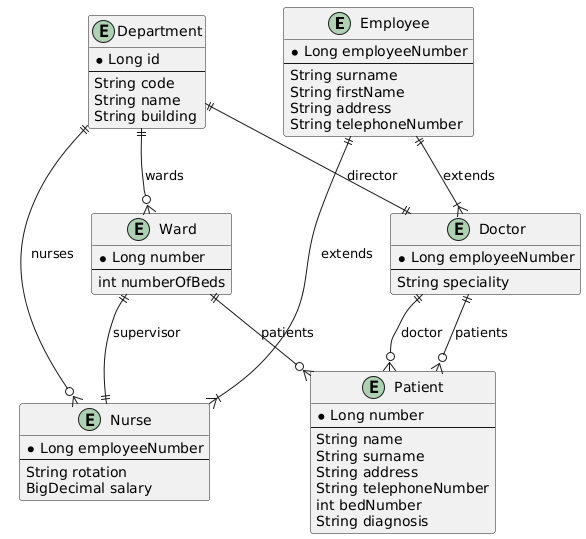 E Department
* Long id
String code
String name
String building
E Employee
* Long employeeNumber
String surname
String firstName
String address
String telephoneNumber
wards
director
extends
nurses
extends
E Ward
* Long number
int numberOfBeds
E Doctor
* Long employeeNumber
String speciality
supervisor
patients
doctor
patients
E Nurse
* Long employeeNumber
String rotation
BigDecimal salary
E Patient
* Long number
String name
String surname
String address
String telephoneNumber
int bedNumber
String diagnosis